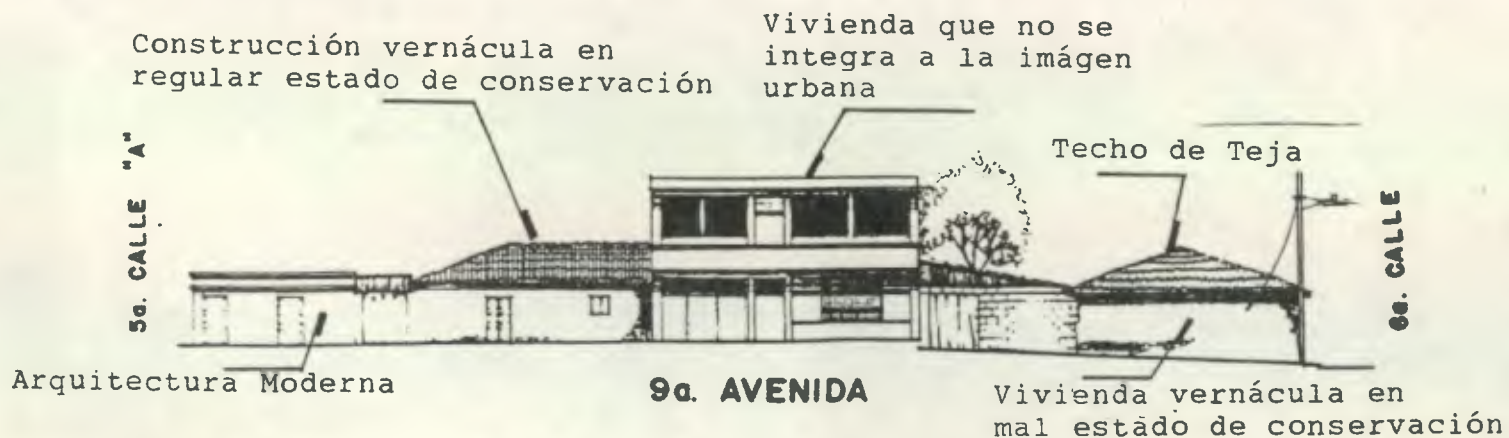 Construcción vernácula en
regular estado de conservación
Vivienda que no se
integra a la imágen
urbana
Techo de Teja
5a. CALLE "A"
6a. CALLE
Arquitectura Moderna
9a. AVENIDA
Vivienda vernácula en
mal estado de conservación